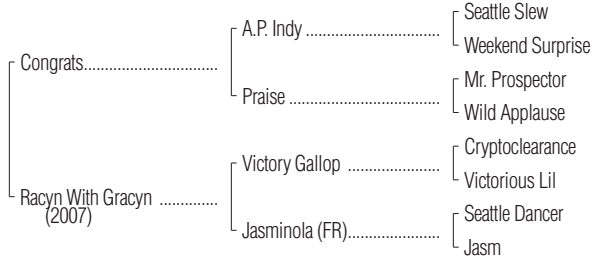 Seattle Slew
A.P. Indy ..............................
Weekend Surprise
Congrats..............................
Mr. Prospector
Praise ..................................
Wild Applause
Cryptoclearance
Victory Gallop ....................
Victorious Lil
Racyn With Gracyn .............
(2007)
Seattle Dancer
Jasminola (FR)....................
Jasm